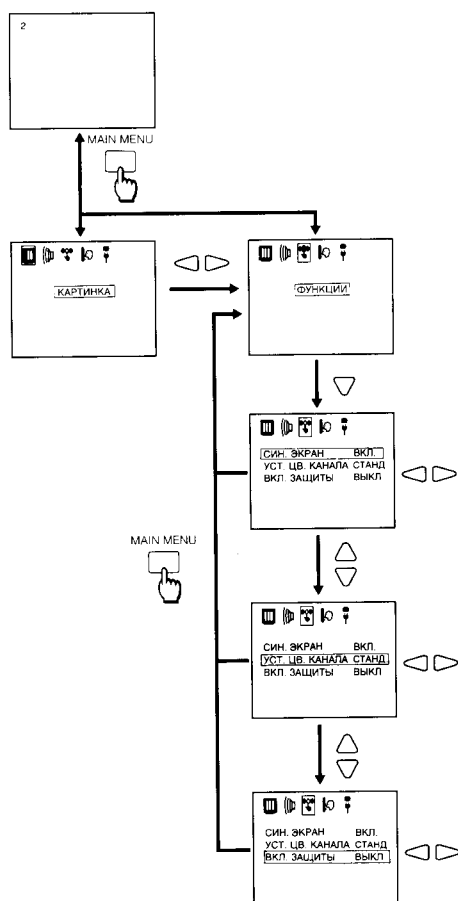 2
MAIN MENU
КАРТИНКА
ФУНКЦИИ
СИН. ЭКРАН ВКЛ.
УСТ. ЦВ. КАНАЛА СТАНД
ВКЛ. ЗАЩИТЫ ВЫКЛ
MAIN MENU
СИН. ЭКРАН ВКЛ.
УСТ. ЦВ. КАНАЛА СТАНД
ВКЛ. ЗАЩИТЫ ВЫКЛ
СИН. ЭКРАН ВКЛ.
УСТ. ЦВ. КАНАЛА СТАНД
ВКЛ. ЗАЩИТЫ ВЫКЛ